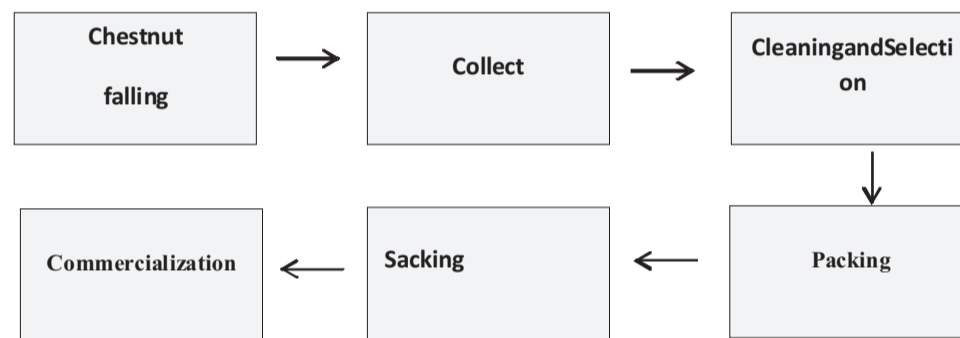 Chestnut
falling
Collect
CleaningandSelecti
on
Packing
Sacking
Commercialization